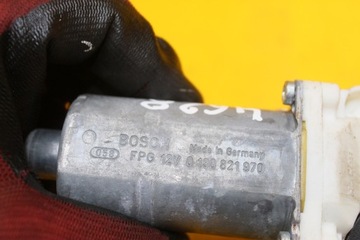 BOSCH
Made in Germany
FPG 12V 0 130 821 970